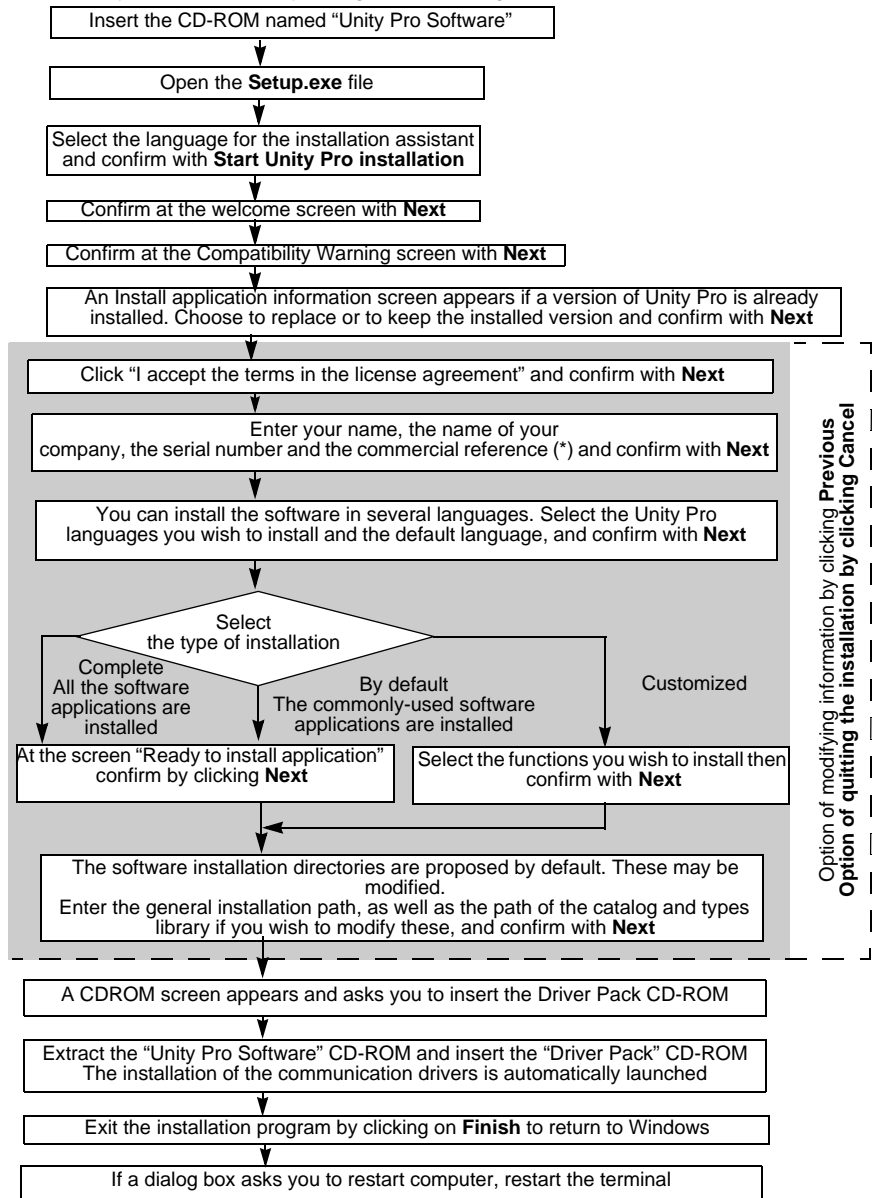 Insert the CD-ROM named “Unity Pro Software”
Open the Setup.exe file
Select the language for the installation assistant
and confirm with Start Unity Pro installation
Confirm at the welcome screen with Next
Confirm at the Compatibility Warning screen with Next
An Install application information screen appears if a version of Unity Pro is already
installed. Choose to replace or to keep the installed version and confirm with Next
Click “I accept the terms in the license agreement” and confirm with Next
Enter your name, the name of your
company, the serial number and the commercial reference (*) and confirm with Next
You can install the software in several languages. Select the Unity Pro
languages you wish to install and the default language, and confirm with Next
Select
the type of installation
Complete
All the software
applications are
installed
By default
The commonly-used software
applications are installed
Customized
At the screen “Ready to install application”
confirm by clicking Next
Select the functions you wish to install then
confirm with Next
The software installation directories are proposed by default. These may be
modified.
Enter the general installation path, as well as the path of the catalog and types
library if you wish to modify these, and confirm with Next
Option of modifying information by clicking Previous
Option of quitting the installation by clicking Cancel
A CDROM screen appears and asks you to insert the Driver Pack CD-ROM
Extract the “Unity Pro Software” CD-ROM and insert the “Driver Pack” CD-ROM
The installation of the communication drivers is automatically launched
Exit the installation program by clicking on Finish to return to Windows
If a dialog box asks you to restart computer, restart the terminal